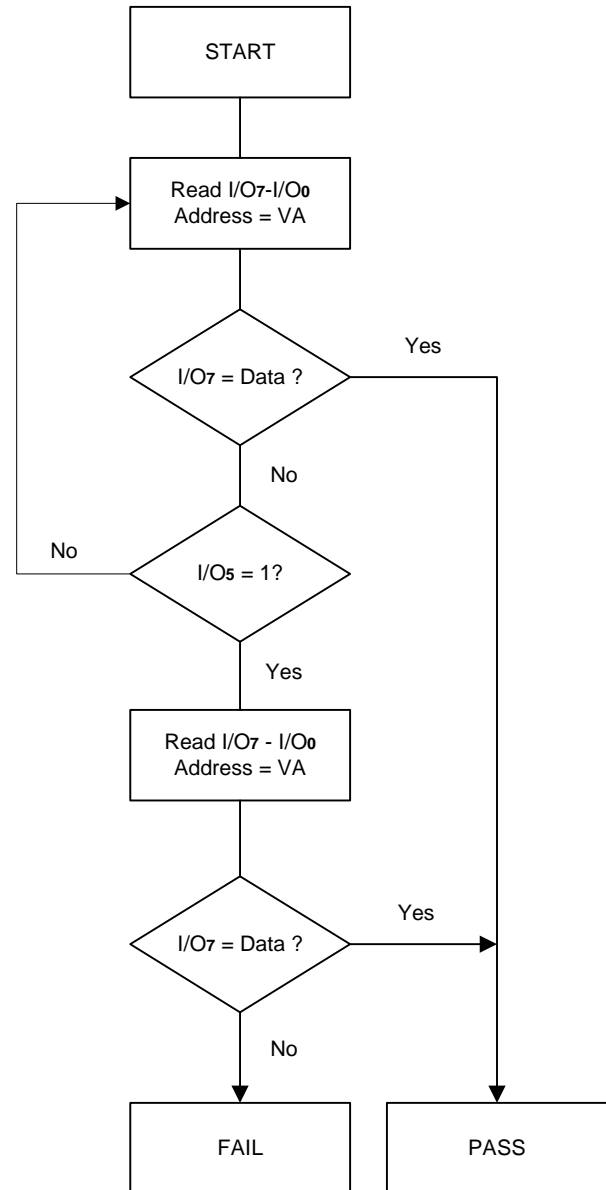 START
Read I/O7-I/O0
Address = VA
Yes
I/O7 = Data ?
No
No
I/O5 = 1?
Yes
Read I/O7 - I/O0
Address = VA
Yes
I/O7 = Data ?
No
FAIL
PASS